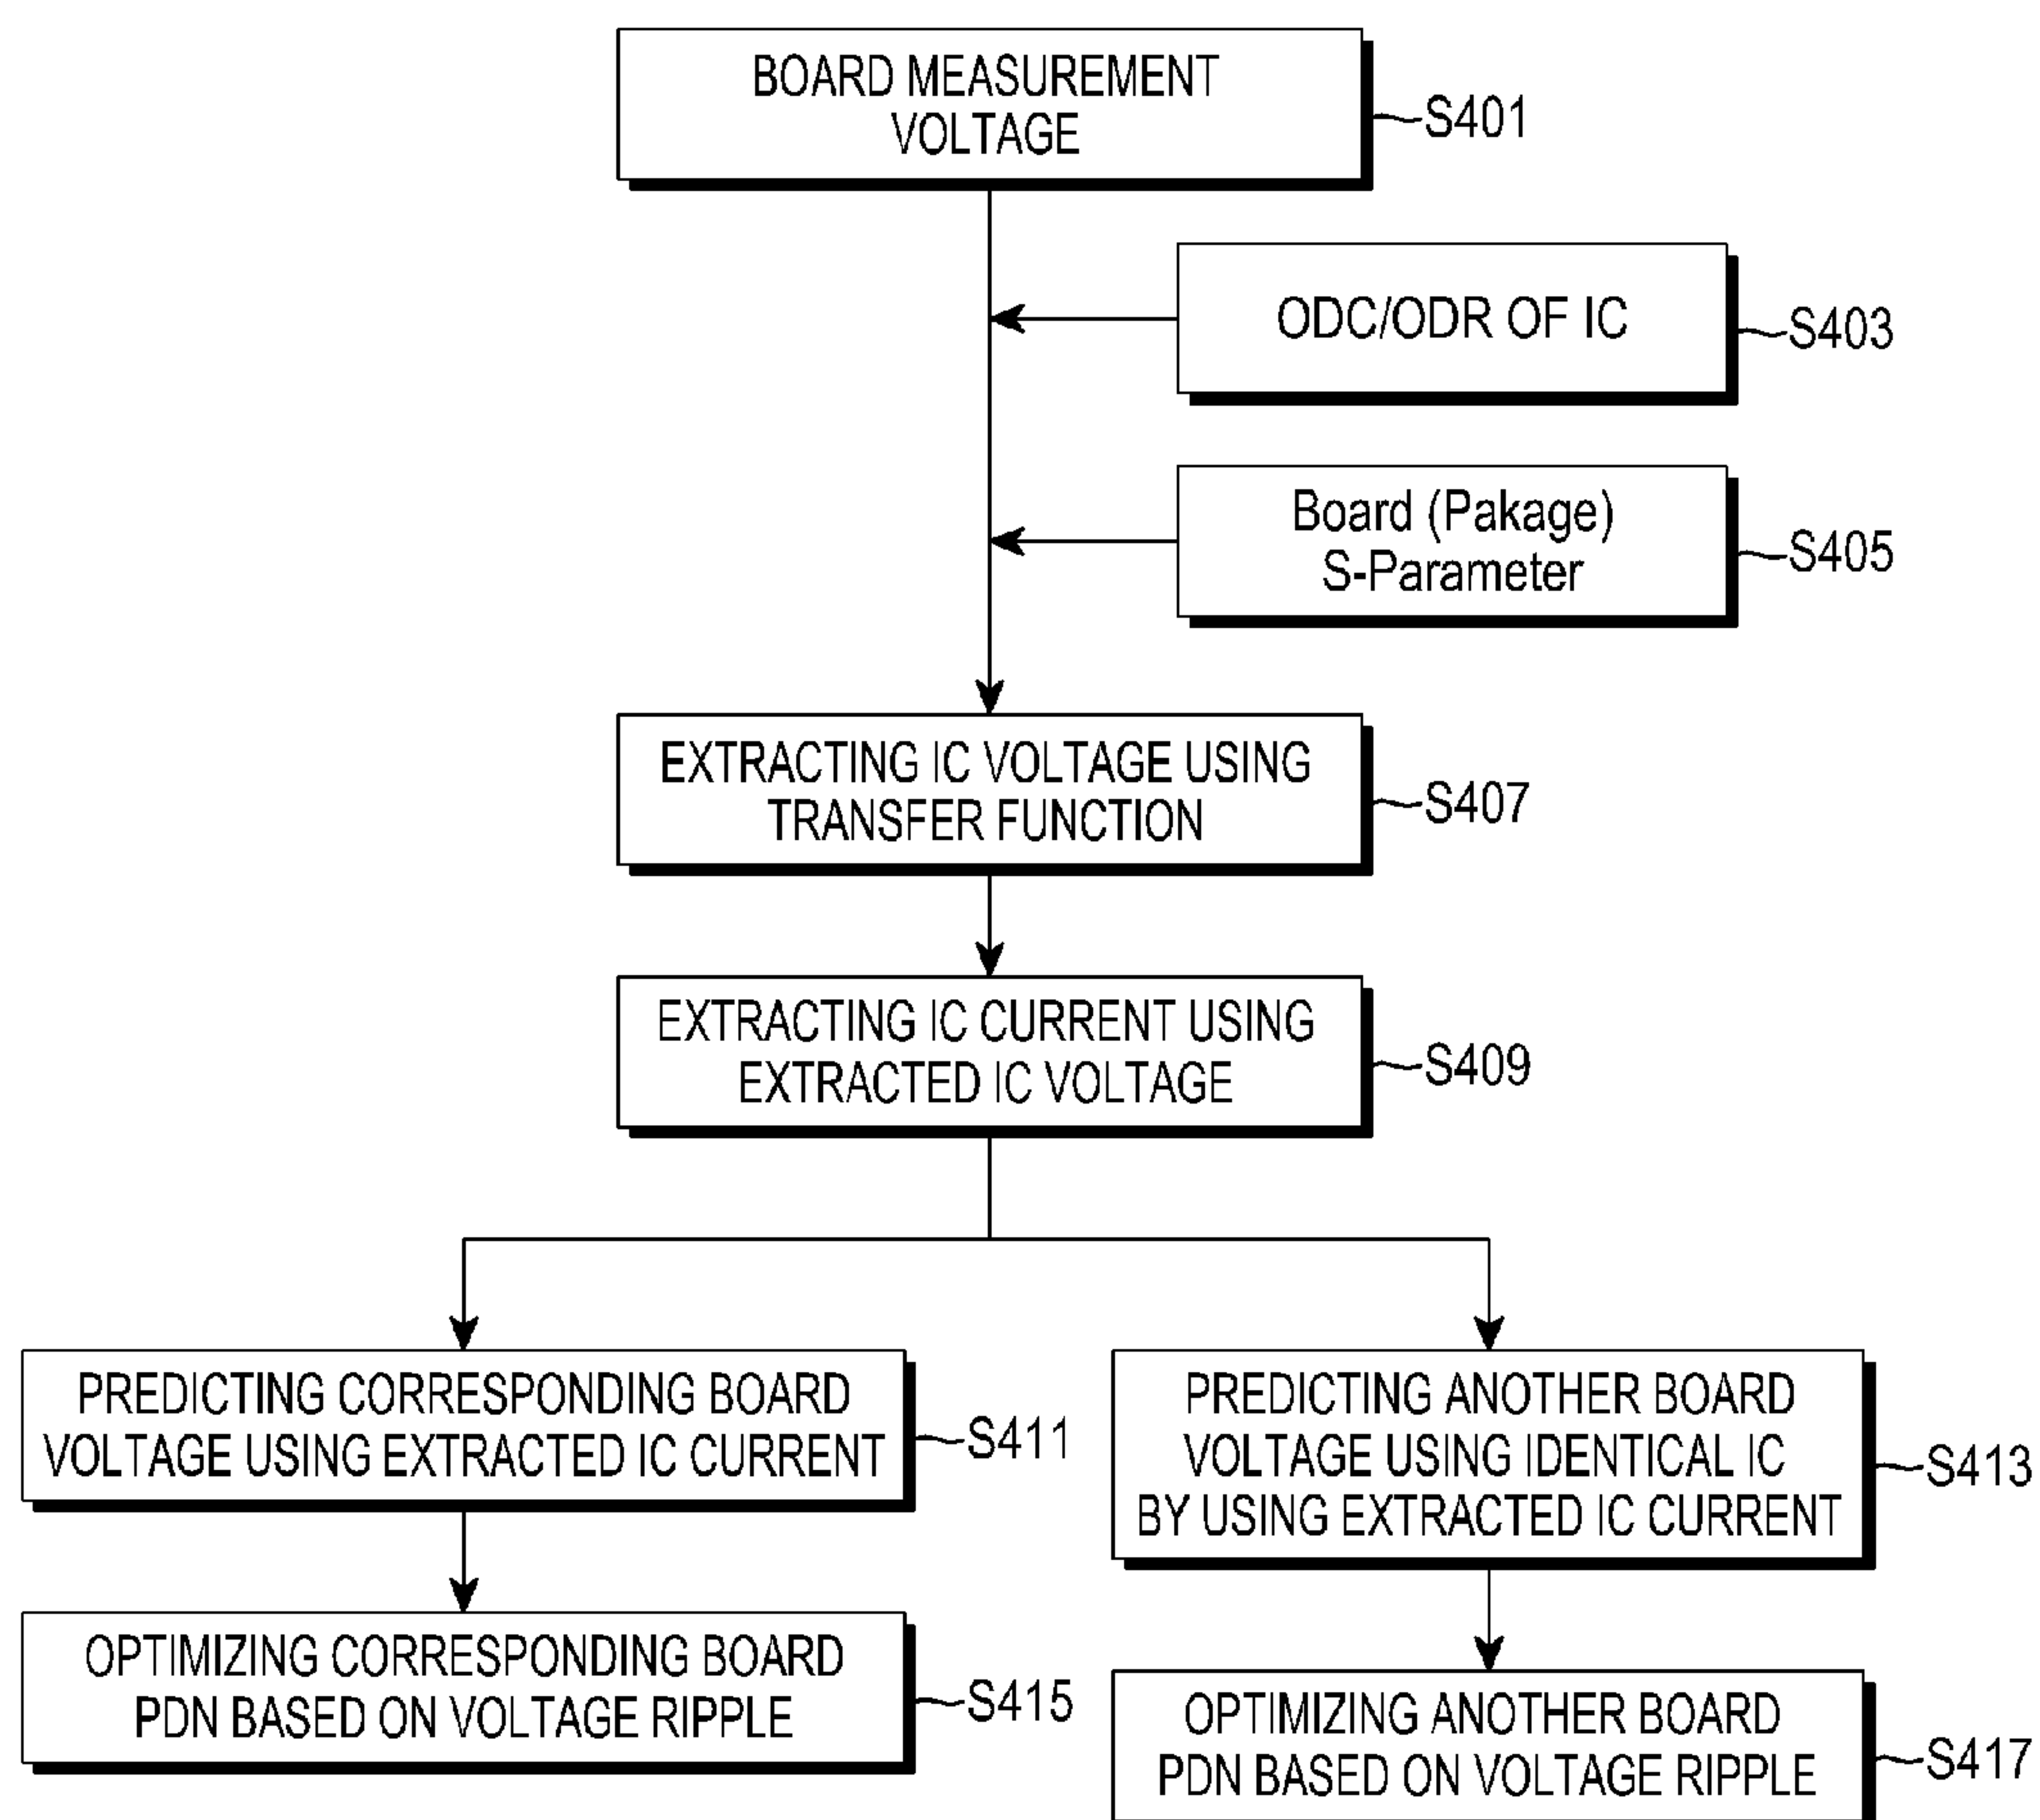 BOARD MEASUREMENT
VOLTAGE
S401
ODC/ODR OF IC
S403
Board (Pakage)
S-Parameter
S405
EXTRACTING IC VOLTAGE USING
TRANSFER FUNCTION
S407
EXTRACTING IC CURRENT USING
EXTRACTED IC VOLTAGE
S409
PREDICTING CORRESPONDING BOARD
VOLTAGE USING EXTRACTED IC CURRENT
S411
PREDICTING ANOTHER BOARD
VOLTAGE USING IDENTICAL IC
BY USING EXTRACTED IC CURRENT
S413
OPTIMIZING CORRESPONDING BOARD
PDN BASED ON VOLTAGE RIPPLE
S415
OPTIMIZING ANOTHER BOARD
PDN BASED ON VOLTAGE RIPPLE
S417